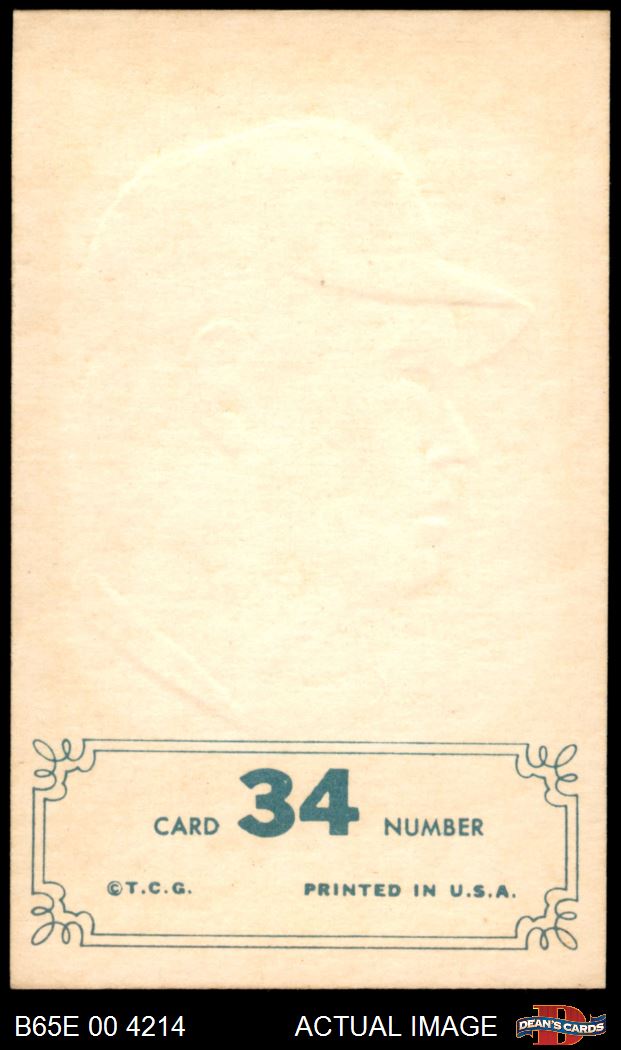 CARD 34 NUMBER
©T.C.G. PRINTED IN U.S.A.
B65E 00 4214 ACTUAL IMAGE DEAN'S CARDS